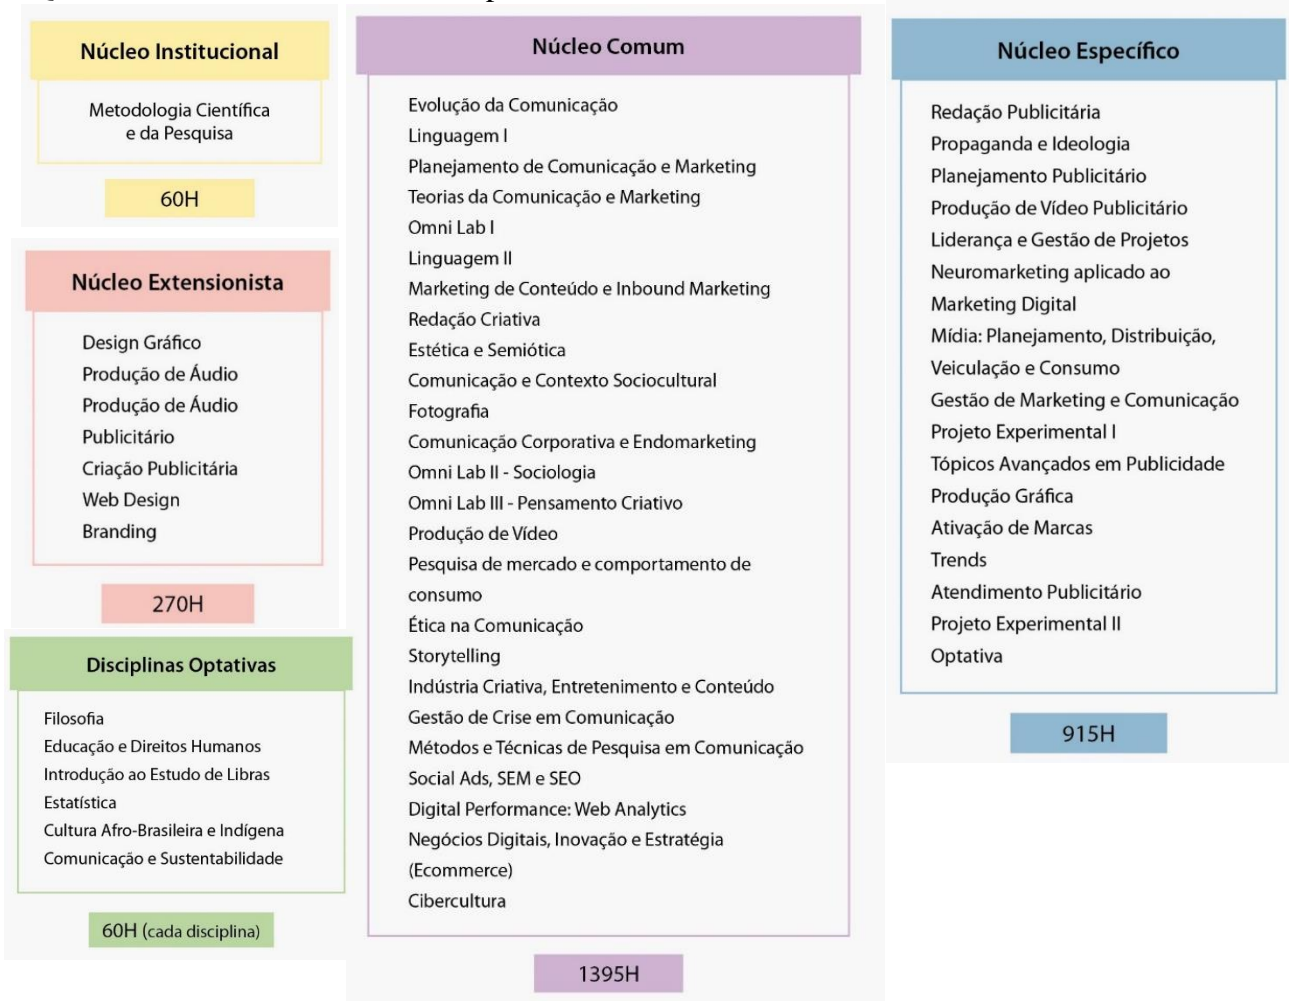 Núcleo Institucional
Metodologia Científica
e da Pesquisa
60H
Núcleo Extensionista
Design Gráfico
Produção de Áudio
Produção de Áudio
Publicitário
Criação Publicitária
Web Design
Branding
270H
Disciplinas Optativas
Filosofia
Educação e Direitos Humanos
Introdução ao Estudo de Libras
Estatística
Cultura Afro-Brasileira e Indígena
Comunicação e Sustentabilidade
60H (cada disciplina)
Núcleo Comum
Evolução da Comunicação
Linguagem I
Planejamento de Comunicação e Marketing
Teorias da Comunicação e Marketing
Omni Lab I
Linguagem II
Marketing de Conteúdo e Inbound Marketing
Redação Criativa
Estética e Semiótica
Comunicação e Contexto Sociocultural
Fotografia
Comunicação Corporativa e Endomarketing
Omni Lab II - Sociologia
Omni Lab III - Pensamento Criativo
Produção de Vídeo
Pesquisa de mercado e comportamento de
consumo
Ética na Comunicação
Storytelling
Indústria Criativa, Entretenimento e Conteúdo
Gestão de Crise em Comunicação
Métodos e Técnicas de Pesquisa em Comunicação
Social Ads, SEM e SEO
Digital Performance: Web Analytics
Negócios Digitais, Inovação e Estratégia
(Ecommerce)
Cibercultura
1395H
Núcleo Específico
Redação Publicitária
Propaganda e Ideologia
Planejamento Publicitário
Produção de Vídeo Publicitário
Liderança e Gestão de Projetos
Neuromarketing aplicado ao
Marketing Digital
Mídia: Planejamento, Distribuição,
Veiculação e Consumo
Gestão de Marketing e Comunicação
Projeto Experimental I
Tópicos Avançados em Publicidade
Produção Gráfica
Ativação de Marcas
Trends
Atendimento Publicitário
Projeto Experimental II
Optativa
915H